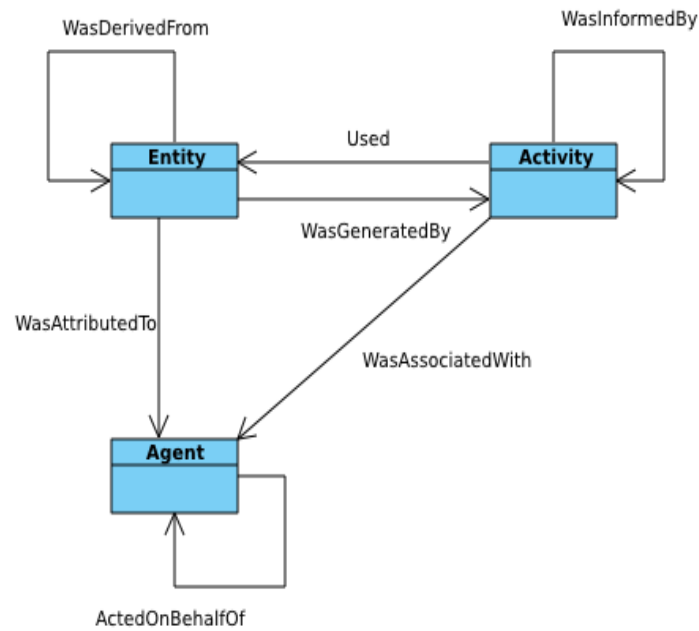 WasInformedBy
WasDerivedFrom
Used
Entity
Activity
WasGeneratedBy
WasAttributedTo
WasAssociatedWith
Agent
ActedOnBehalfOf